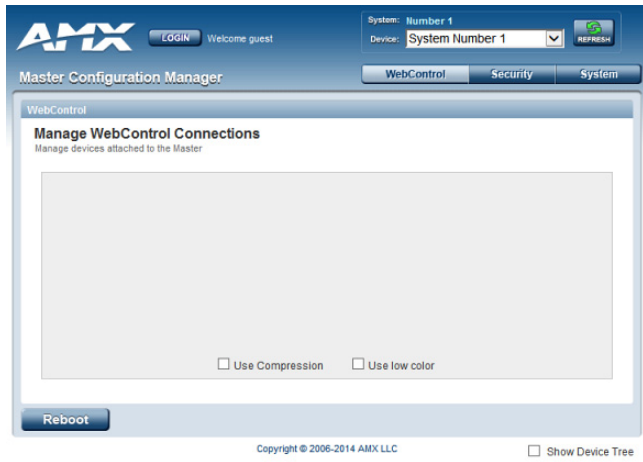 AMX
LOGIN Welcome guest
System: Number 1
Device: System Number 1
REFRESH
Master Configuration Manager
WebControl Security System
WebControl
Manage WebControl Connections
Manage devices attached to the Master
Use Compression Use low color
Reboot
Copyright © 2006-2014 AMX LLC
Show Device Tree